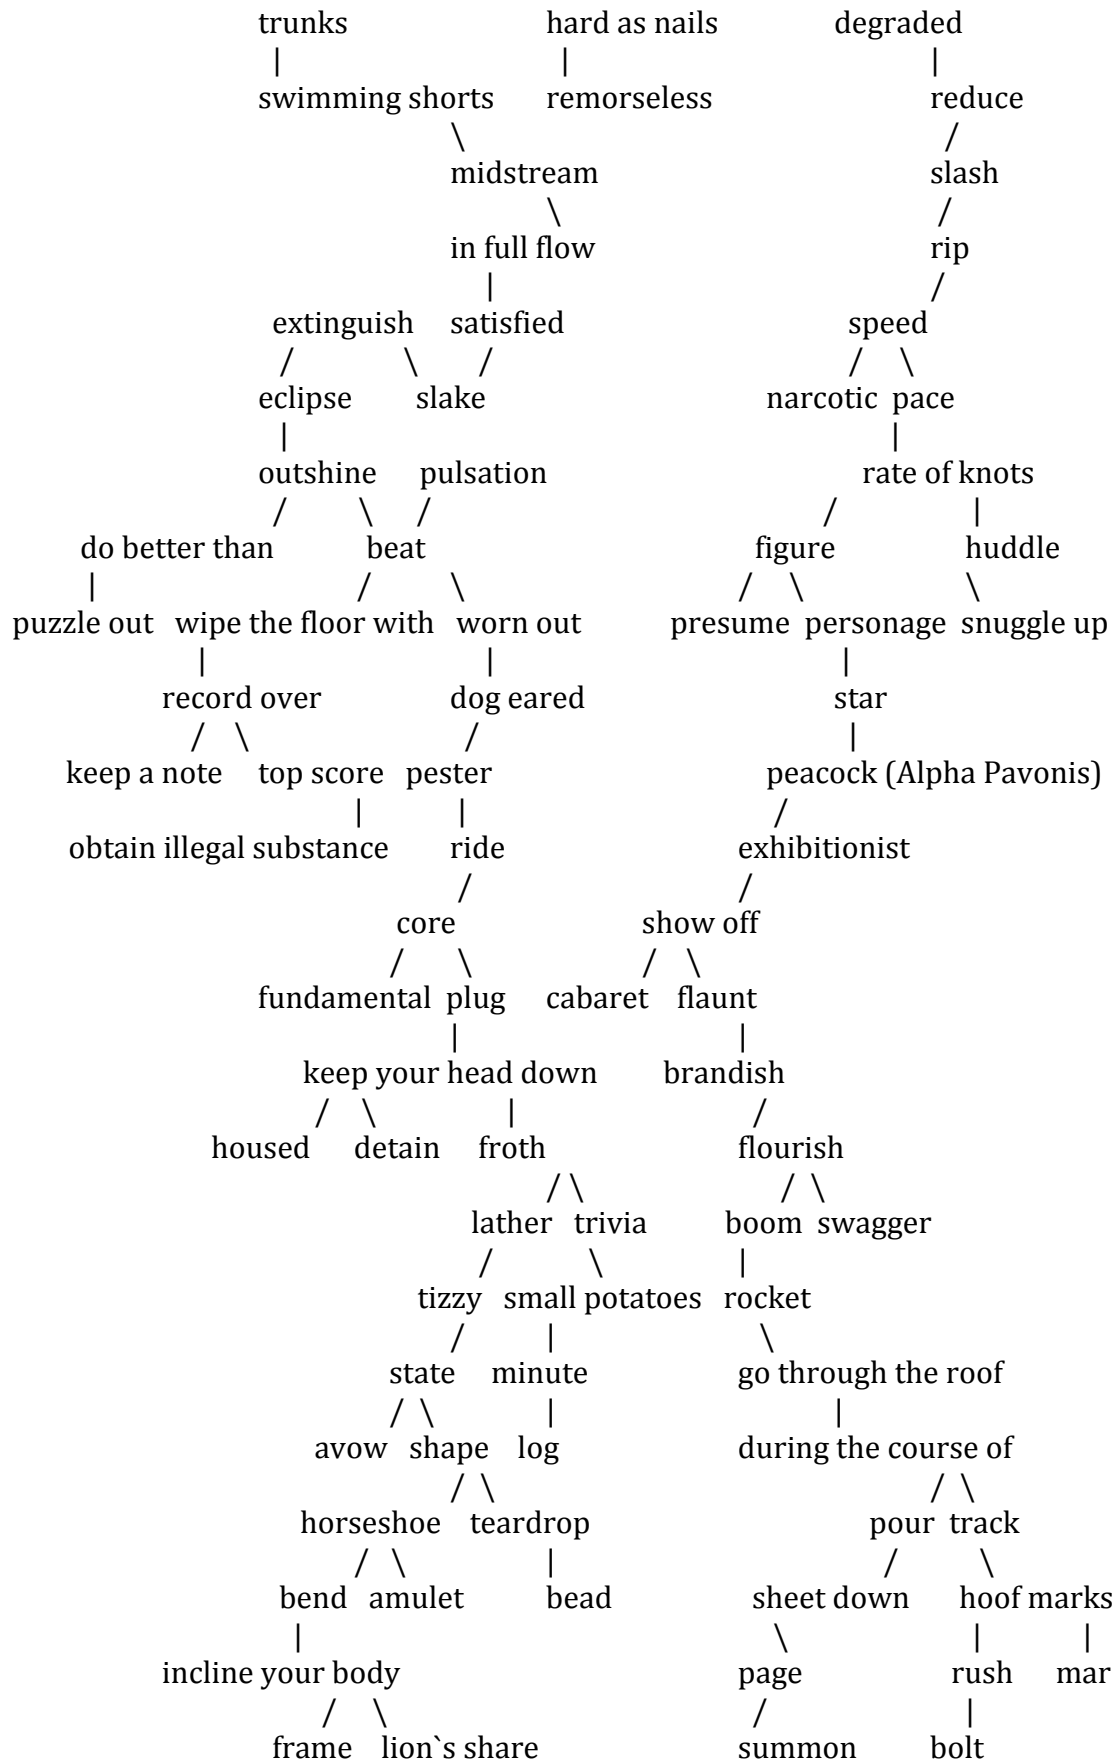 trunks hard as nails degraded
swimming shorts remorseless reduce
midstream slash
in full flow rip
extinguish satisfied speed
eclipse slake narcotic pace
outshine pulsation rate of knots
do better than beat figure huddle
puzzle out wipe the floor with worn out presume personage snuggle up
record over dog eared star
keep a note top score pester peacock (Alpha Pavonis)
obtain illegal substance ride exhibitionist
core show off
fundamental plug cabaret flaunt
keep your head down brandish
housed detain froth flourish
lather trivia boom swagger
tizzy small potatoes rocket
state minute go through the roof
avow shape log during the course of
horseshoe teardrop pour track
bend amulet bead sheet down hoof marks
incline your body page rush mar
frame lion`s share summon bolt